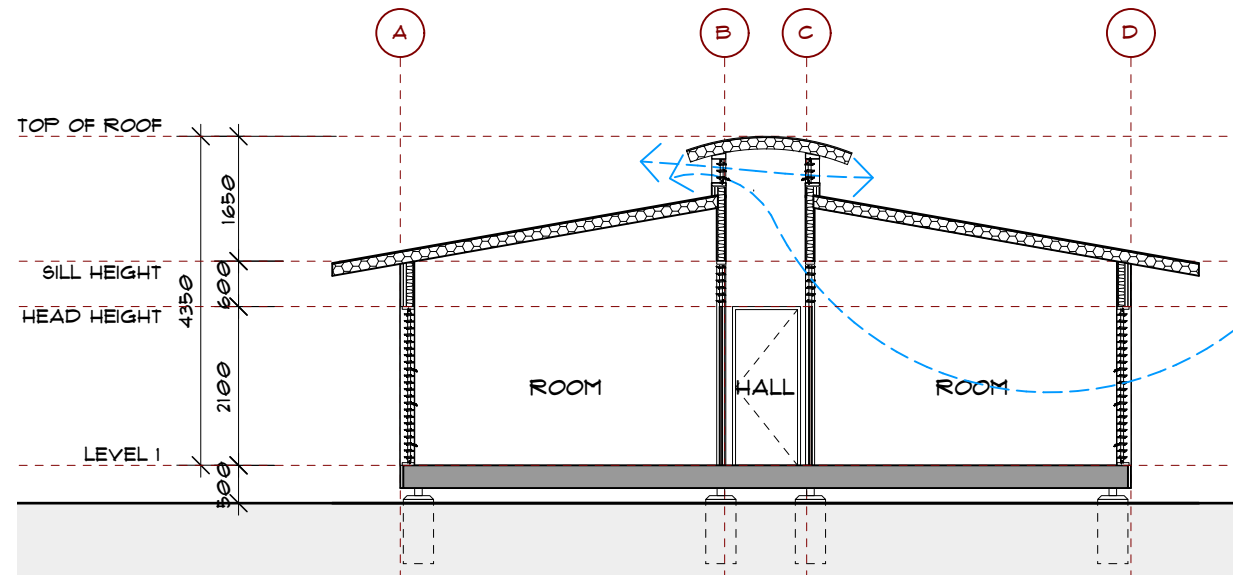 A B C D
TOP OF ROOF
1650
SILL HEIGHT
600
HEAD HEIGHT
4350
2100
ROOM HALL ROOM
LEVEL 1
500